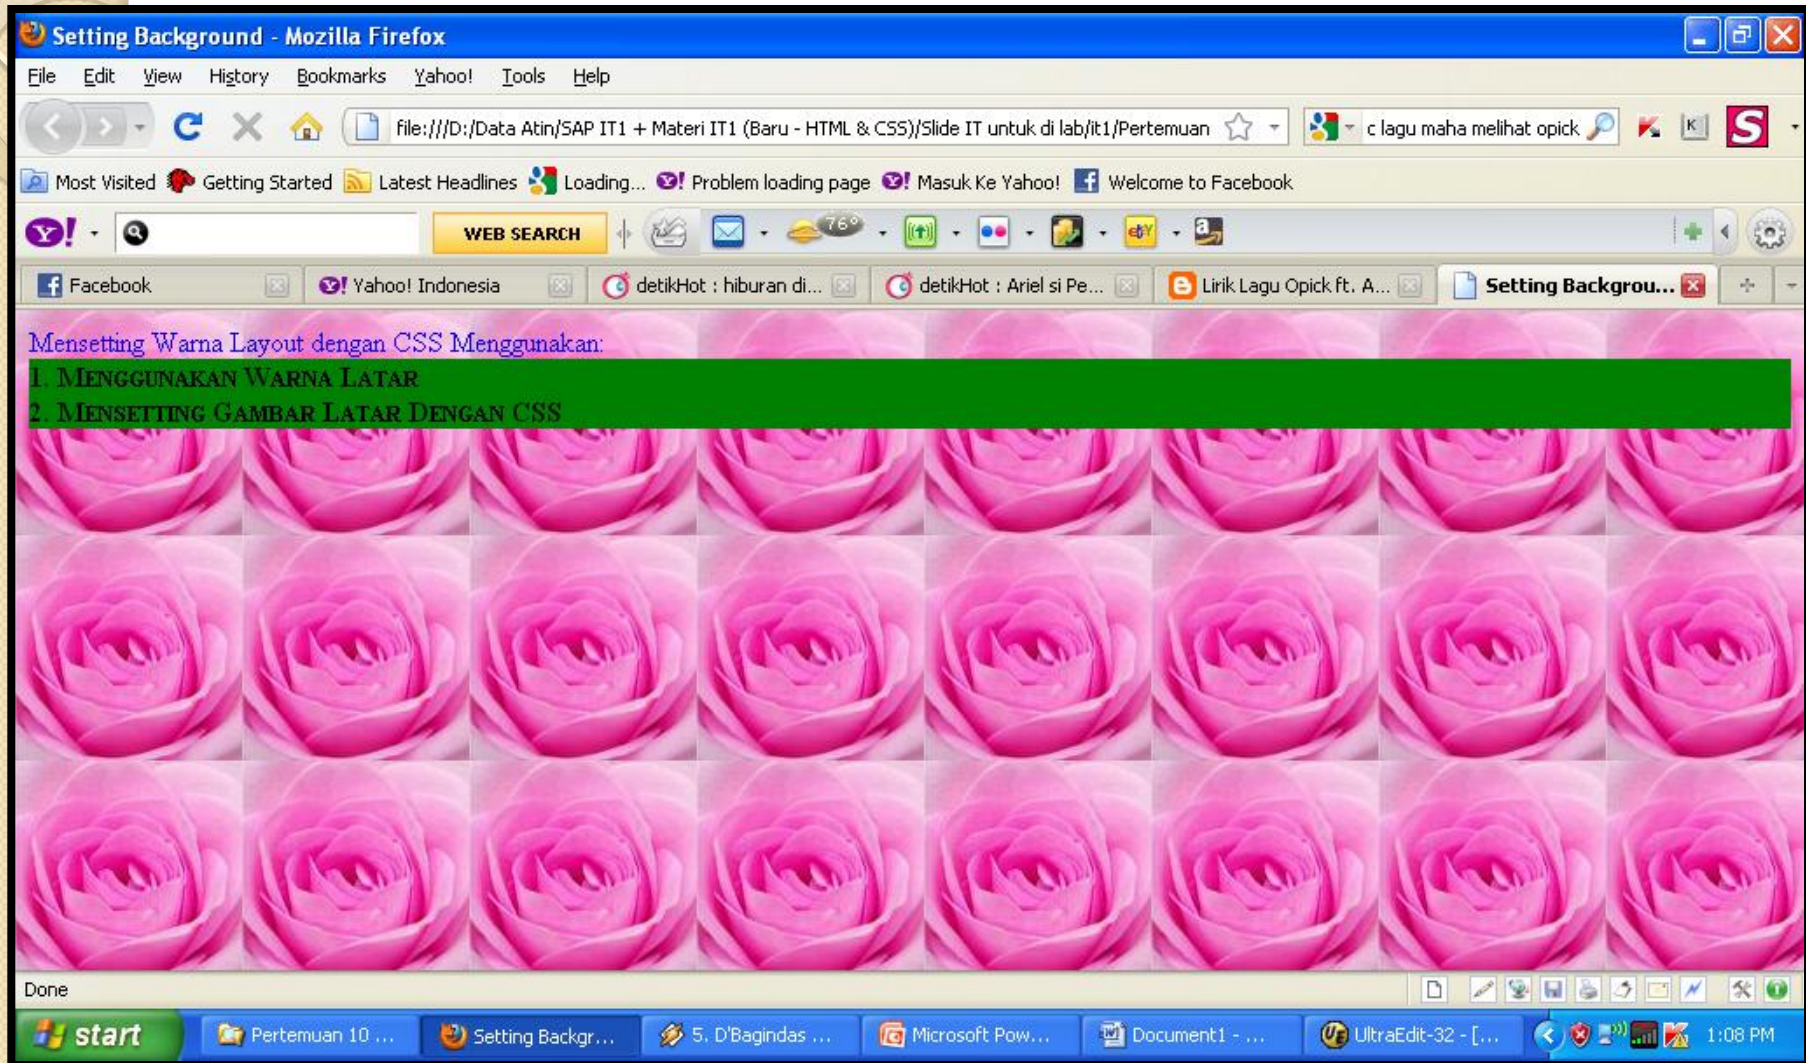 Setting Background - Mozilla Firefox
File Edit View History Bookmarks Yahoo! Tools Help
file:///D:/Data Atin/SAP IT1 + Materi IT1 (Baru - HTML & CSS)/Slide IT untuk di lab/it1/Pertemuan c lagu maha melihat opick K S
Most Visited Getting Started Latest Headlines Loading... Problem loading page Masuk Ke Yahoo! Welcome to Facebook
Y! WEB SEARCH 76° ebY a
Facebook Yahoo! Indonesia detikHot : hiburan di... detikHot : Ariel si Pe... Lirik Lagu Opick ft. A... Setting Backgrou...
Mensetting Warna Layout dengan CSS Menggunakan:
1. Menggunakan Warna Latar
2. Mensetting Gambar Latar Dengan CSS
Done
start Pertemuan 10 ... Setting Backgr... 5. D'Bagindas ... Microsoft Pow... Document1 - ... UltraEdit-32 - [... 1:08 PM